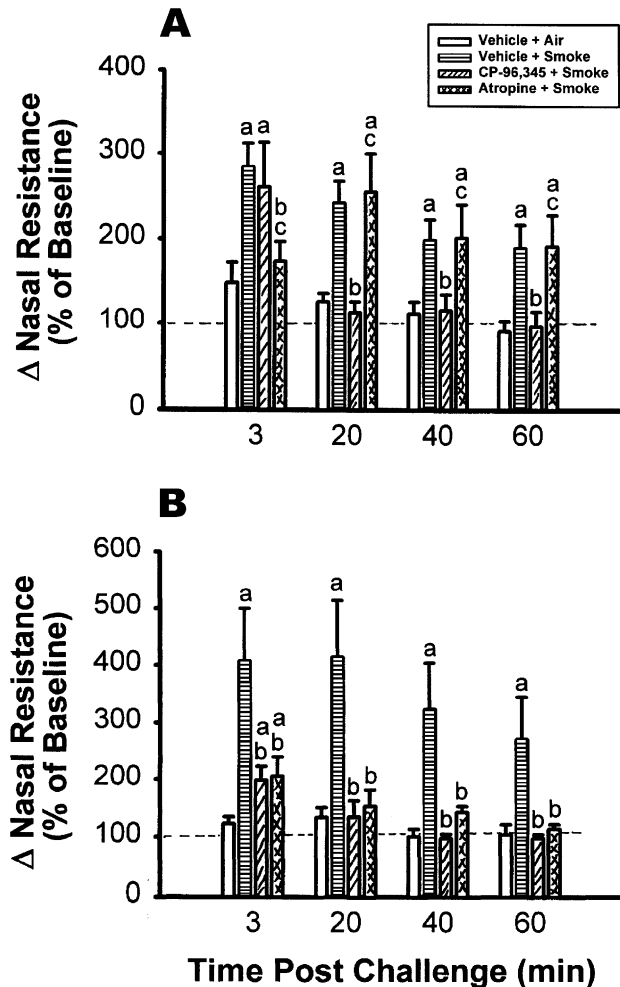 A
Vehicle + Air
Vehicle + Smoke
CP-96,345 + Smoke
Atropine + Smoke
Δ Nasal Resistance
(% of Baseline)
400
300
200
100
0
a
a
b
c
a
b
a
c
a
b
a
c
a
b
a
c
3
20
40
60
B
Δ Nasal Resistance
(% of Baseline)
600
500
400
300
200
100
0
a
a
b
a
b
a
b
b
a
b
b
a
b
b
3
20
40
60
Time Post Challenge (min)